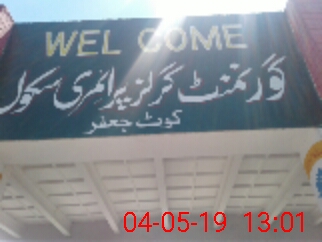 WEL COME
گورنمنٹ گرلز پرائمری سکول
کوٹ جعفر
04-05-19 13:01